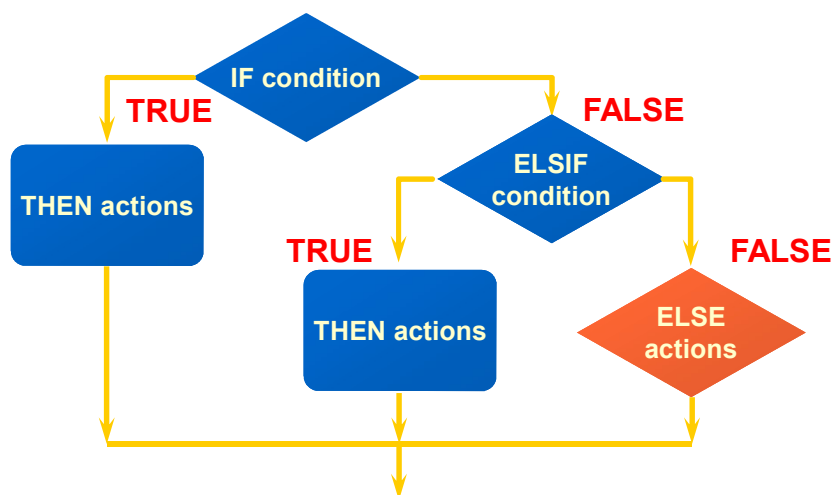 IF condition
TRUE
FALSE
THEN actions
ELSIF
condition
TRUE
FALSE
THEN actions
ELSE
actions